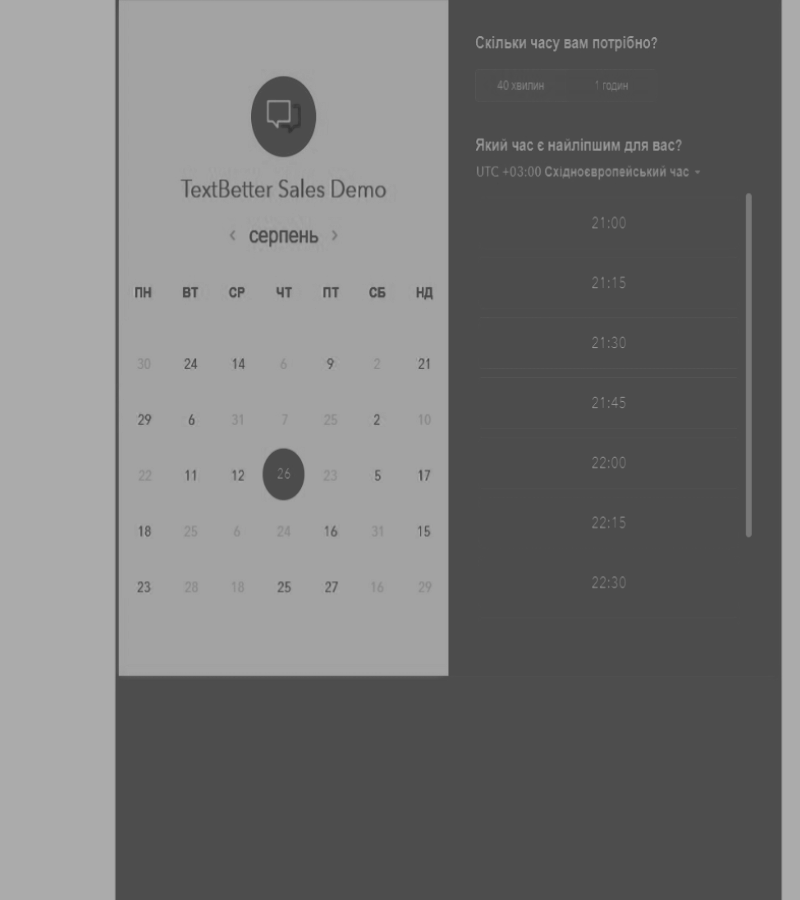 TextBetter Sales Demo
‹ серпень ›
ПН ВТ СР ЧТ ПТ СБ НД
30 24 14 6 9 2 21
29 6 31 7 25 2 10
22 11 12 26 23 5 17
18 25 6 24 16 31 15
23 28 18 25 27 16 29
Скільки часу вам потрібно?
40 хвилин 1 годин
Який час є найліпшим для вас?
UTC +03:00 Східноєвропейський час
21:00
21:15
21:30
21:45
22:00
22:15
22:30